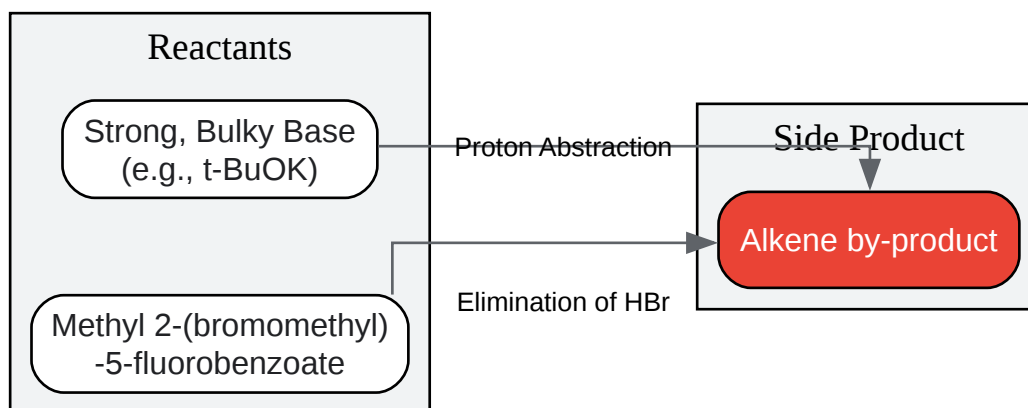 Reactants
Strong, Bulky Base
(e.g., t-BuOK)
Proton Abstraction
Side Product
Alkene by-product
Elimination of HBr
Methyl 2-(bromomethyl)
-5-fluorobenzoate